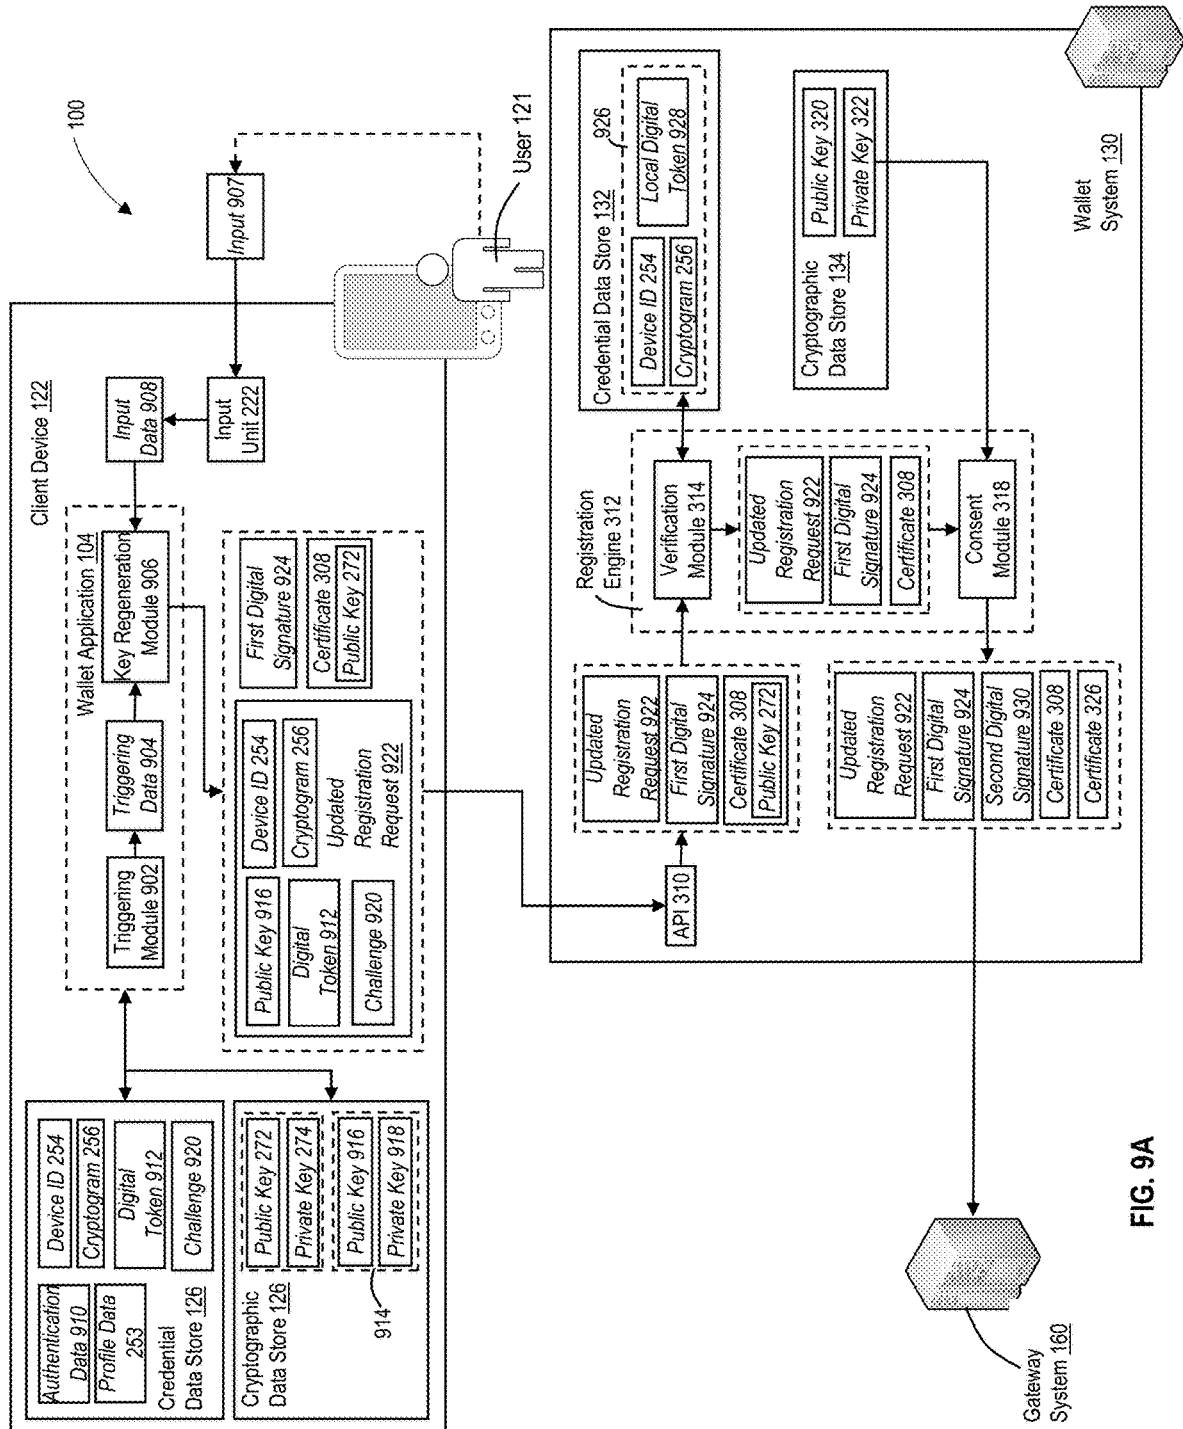 100
Client Device 122
Input 907
Input
Data 908
Input
Unit 222
User 121
Wallet Application 104
Triggering
Module 902
Triggering
Data 904
Key Regeneration
Module 906
Authentication
Data 910
Profile Data
253
Device ID 254
Cryptogram 256
Digital
Token 912
Challenge 920
Credential
Data Store 126
Cryptographic
Data Store 126
Public Key 272
Private Key 274
Public Key 916
Private Key 918
914
Public Key 916
Digital
Token 912
Challenge 920
Device ID 254
Cryptogram 256
Updated
Registration
Request 922
First Digital
Signature 924
Certificate 308
Public Key 272
API 310
Updated
Registration
Request 922
First Digital
Signature 924
Certificate 308
Public Key 272
Registration
Engine 312
Verification
Module 314
Updated
Registration
Request 922
First Digital
Signature 924
Certificate 308
Consent
Module 318
Credential Data Store 132
926
Device ID 254
Cryptogram 256
Local Digital
Token 928
Cryptographic
Data Store 134
Public Key 320
Private Key 322
Updated
Registration
Request 922
First Digital
Signature 924
Second Digital
Signature 930
Certificate 308
Certificate 326
Wallet
System 130
Gateway
System 160
FIG. 9A